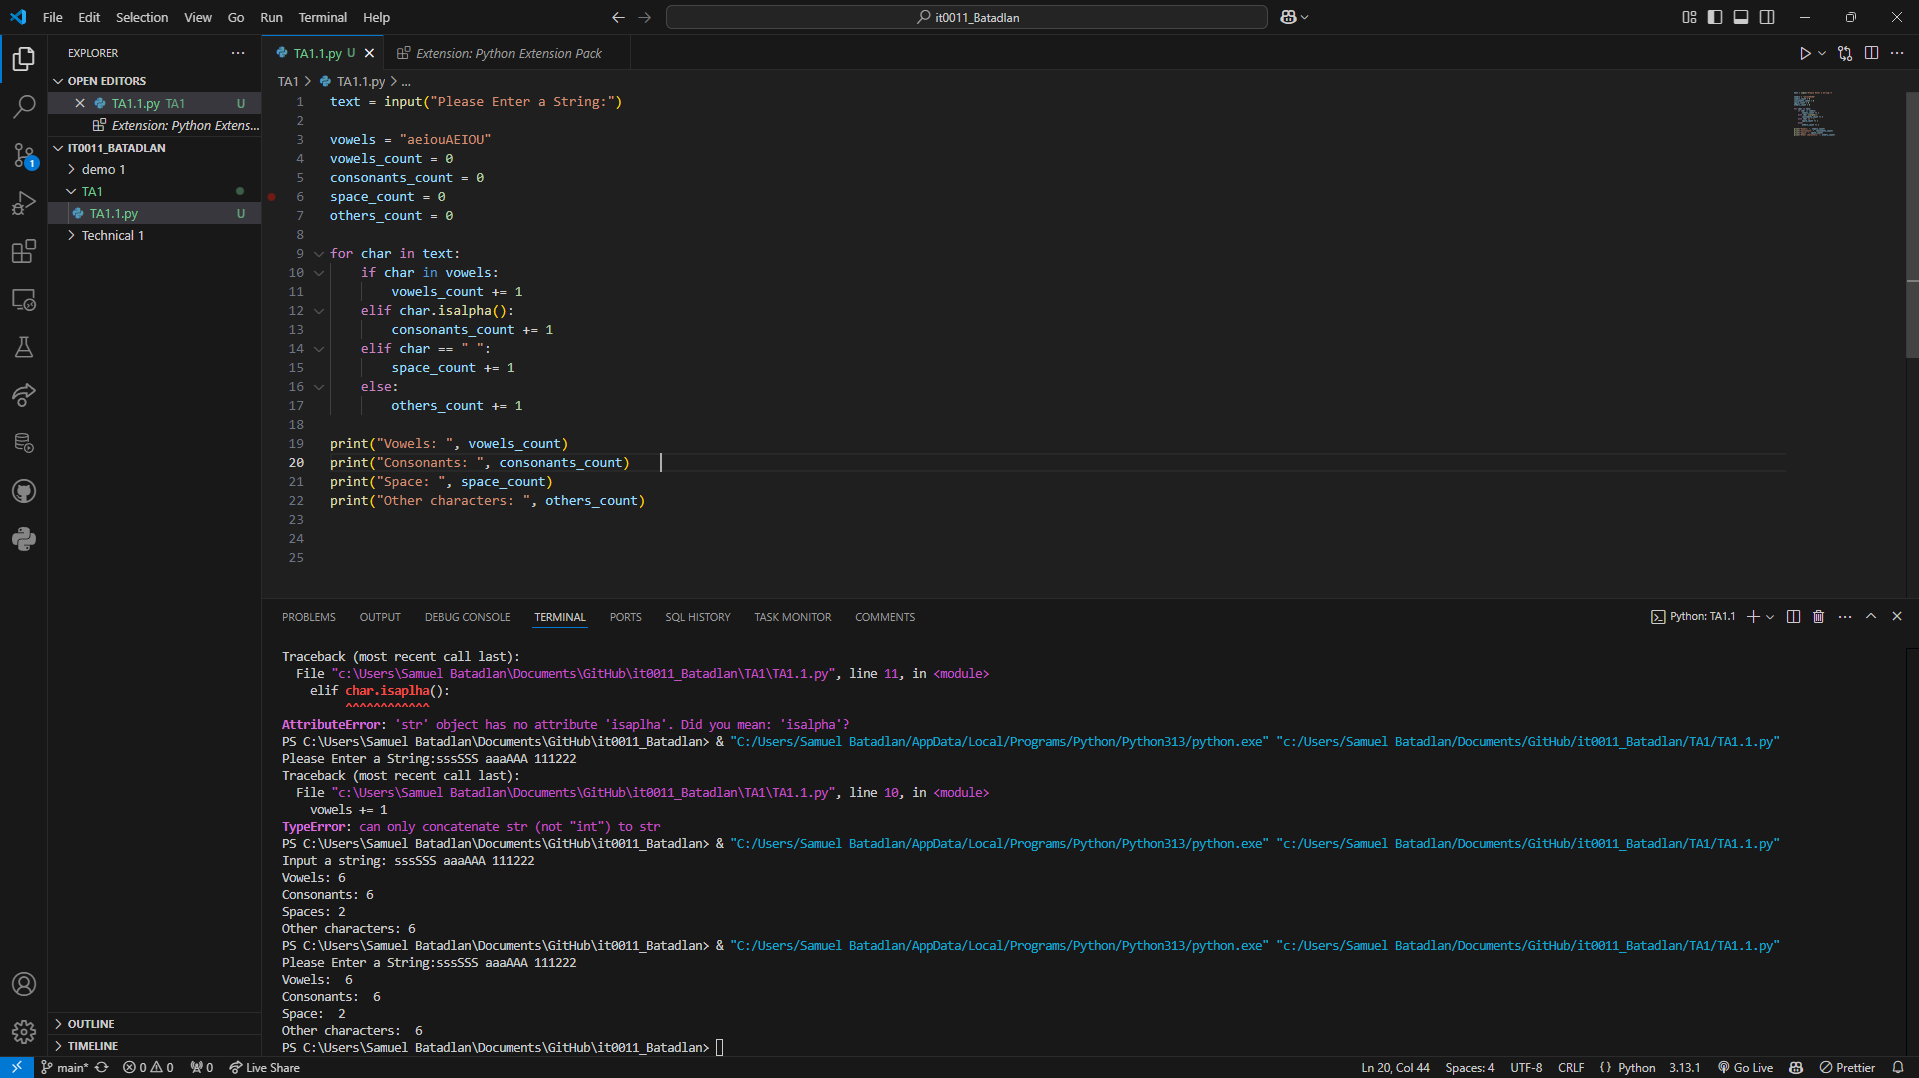 File Edit Selection View Go Run Terminal Help
it0011_Batadlan
EXPLORER
OPEN EDITORS
TA1.1.py TA1 U
Extension: Python Extens...
IT0011_BATADLAN
demo 1
TA1
TA1.1.py U
Technical 1
OUTLINE
TIMELINE
TA1.1.py U
Extension: Python Extension Pack
TA1 > TA1.1.py > ...
1 text = input("Please Enter a String:")
2
3 vowels = "aeiouAEIOU"
4 vowels_count = 0
5 consonants_count = 0
6 space_count = 0
7 others_count = 0
8
9 for char in text:
10 if char in vowels:
11 vowels_count += 1
12 elif char.isalpha():
13 consonants_count += 1
14 elif char == " ":
15 space_count += 1
16 else:
17 others_count += 1
18
19 print("Vowels: ", vowels_count)
20 print("Consonants: ", consonants_count)
21 print("Space: ", space_count)
22 print("Other characters: ", others_count)
23
24
25
PROBLEMS OUTPUT DEBUG CONSOLE TERMINAL PORTS SQL HISTORY TASK MONITOR COMMENTS
Python: TA1.1
Traceback (most recent call last):
File "c:\Users\Samuel Batadlan\Documents\GitHub\it0011_Batadlan\TA1\TA1.1.py", line 11, in <module>
elif char.isaplha():
^^^^^^^^^^^^
AttributeError: 'str' object has no attribute 'isaplha'. Did you mean: 'isalpha'?
PS C:\Users\Samuel Batadlan\Documents\GitHub\it0011_Batadlan> & "C:/Users/Samuel Batadlan/AppData/Local/Programs/Python/Python313/python.exe" "c:/Users/Samuel Batadlan/Documents/GitHub/it0011_Batadlan/TA1/TA1.1.py"
Please Enter a String:sssSSS aaaAAA 111222
Traceback (most recent call last):
File "c:\Users\Samuel Batadlan\Documents\GitHub\it0011_Batadlan\TA1\TA1.1.py", line 10, in <module>
vowels += 1
TypeError: can only concatenate str (not "int") to str
PS C:\Users\Samuel Batadlan\Documents\GitHub\it0011_Batadlan> & "C:/Users/Samuel Batadlan/AppData/Local/Programs/Python/Python313/python.exe" "c:/Users/Samuel Batadlan/Documents/GitHub/it0011_Batadlan/TA1/TA1.1.py"
Input a string: sssSSS aaaAAA 111222
Vowels: 6
Consonants: 6
Spaces: 2
Other characters: 6
PS C:\Users\Samuel Batadlan\Documents\GitHub\it0011_Batadlan> & "C:/Users/Samuel Batadlan/AppData/Local/Programs/Python/Python313/python.exe" "c:/Users/Samuel Batadlan/Documents/GitHub/it0011_Batadlan/TA1/TA1.1.py"
Please Enter a String:sssSSS aaaAAA 111222
Vowels:  6
Consonants:  6
Space:  2
Other characters:  6
PS C:\Users\Samuel Batadlan\Documents\GitHub\it0011_Batadlan>
main* 0 0 0 Live Share Ln 20, Col 44 Spaces: 4 UTF-8 CRLF Python 3.13.1 Go Live Prettier